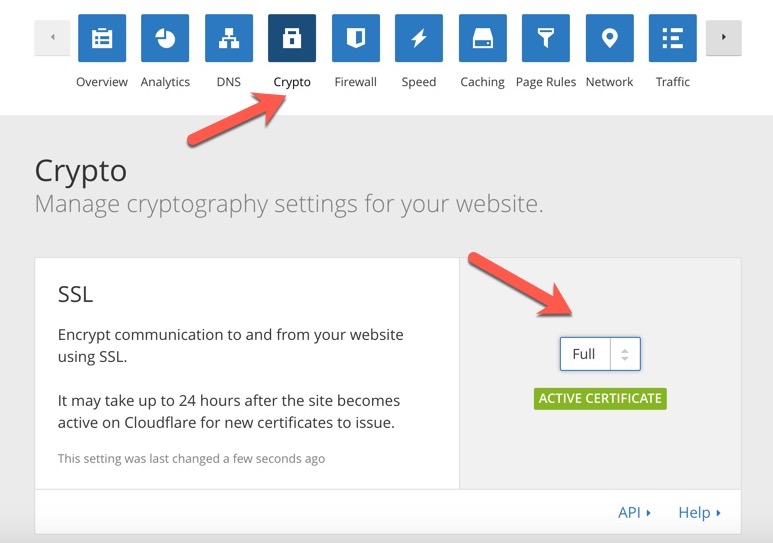 Overview Analytics DNS Crypto Firewall Speed Caching Page Rules Network Traffic
Crypto
Manage cryptography settings for your website.
SSL
Encrypt communication to and from your website
using SSL.
It may take up to 24 hours after the site becomes
active on Cloudflare for new certificates to issue.
This setting was last changed a few seconds ago
Full
ACTIVE CERTIFICATE
API
Help